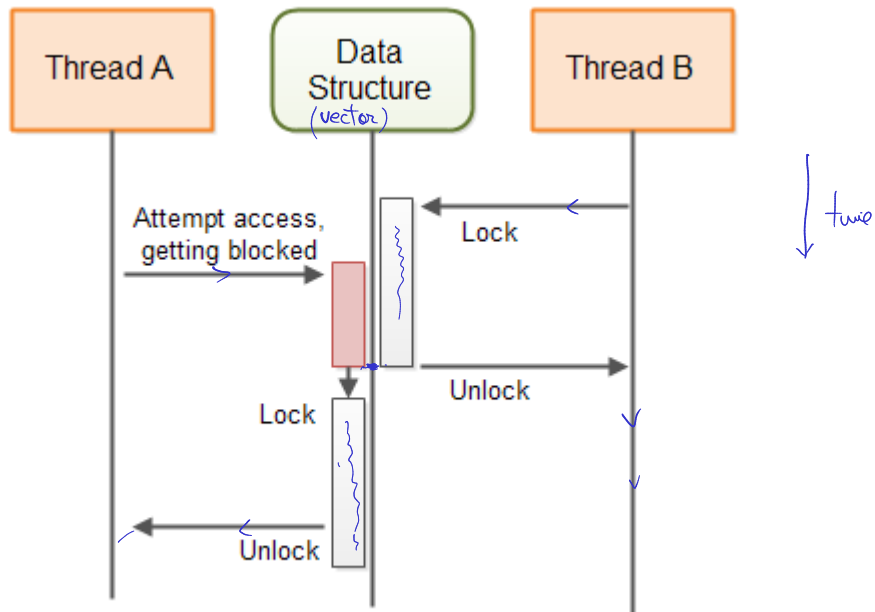 Thread A
Data
Structure
(vector)
Thread B
Attempt access,
getting blocked
Lock
time
Unlock
Lock
Unlock